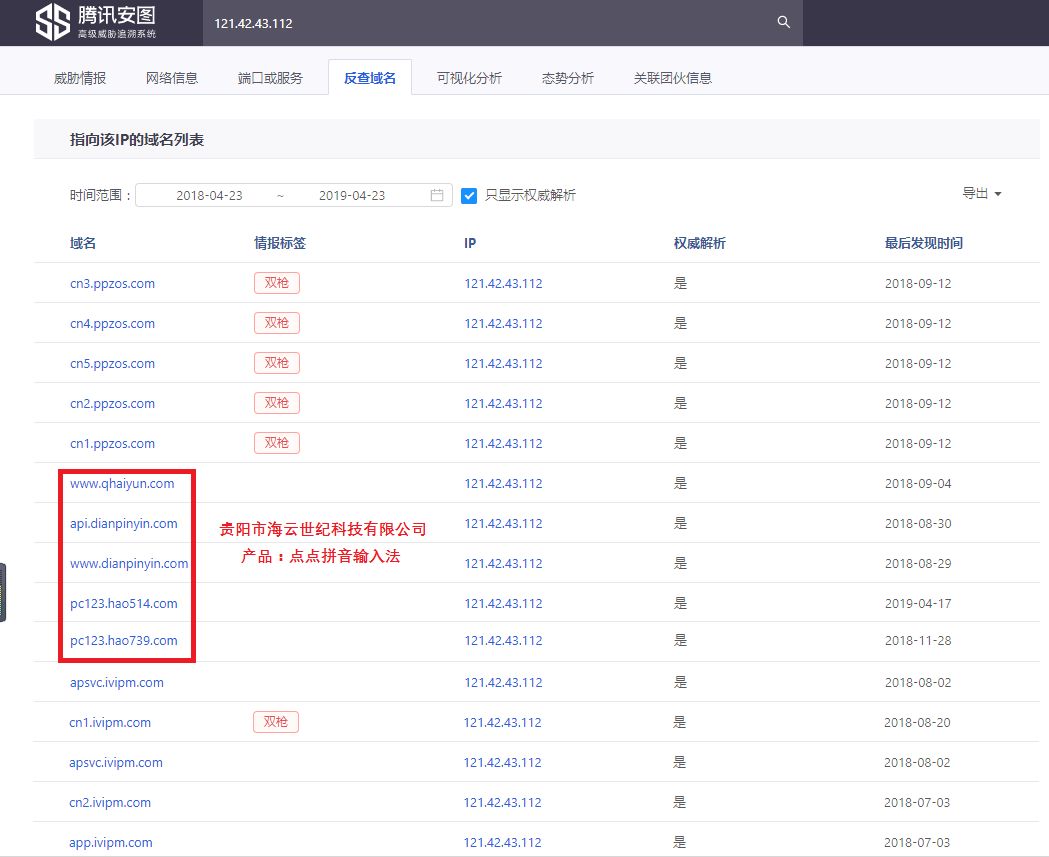 腾讯安图
高级威胁追溯系统
121.42.43.112
威胁情报 网络信息 端口或服务 反查域名 可视化分析 态势分析 关联团伙信息
指向该IP的域名列表
时间范围： 2018-04-23 ~ 2019-04-23 只显示权威解析 导出
域名 情报标签 IP 权威解析 最后发现时间
cn3.ppzos.com 双枪 121.42.43.112 是 2018-09-12
cn4.ppzos.com 双枪 121.42.43.112 是 2018-09-12
cn5.ppzos.com 双枪 121.42.43.112 是 2018-09-12
cn2.ppzos.com 双枪 121.42.43.112 是 2018-09-12
cn1.ppzos.com 双枪 121.42.43.112 是 2018-09-12
www.qhaiyun.com 121.42.43.112 是 2018-09-04
api.dianpinyin.com 121.42.43.112 是 2018-08-30
贵阳市海云世纪科技有限公司
产品：点点拼音输入法
www.dianpinyin.com 121.42.43.112 是 2018-08-29
pc123.hao514.com 121.42.43.112 是 2019-04-17
pc123.hao739.com 121.42.43.112 是 2018-11-28
apsvc.ivipm.com 121.42.43.112 是 2018-08-02
cn1.ivipm.com 双枪 121.42.43.112 是 2018-08-20
apsvc.ivipm.com 121.42.43.112 是 2018-08-02
cn2.ivipm.com 121.42.43.112 是 2018-07-03
app.ivipm.com 121.42.43.112 是 2018-07-03